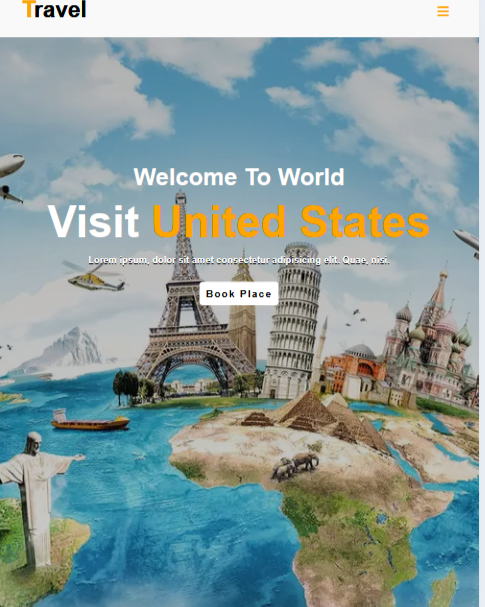 Travel
Welcome To World
Visit United States
Lorem ipsum, dolor sit amet consectetur adipisicing elit. Quae, nisi.
Book Place